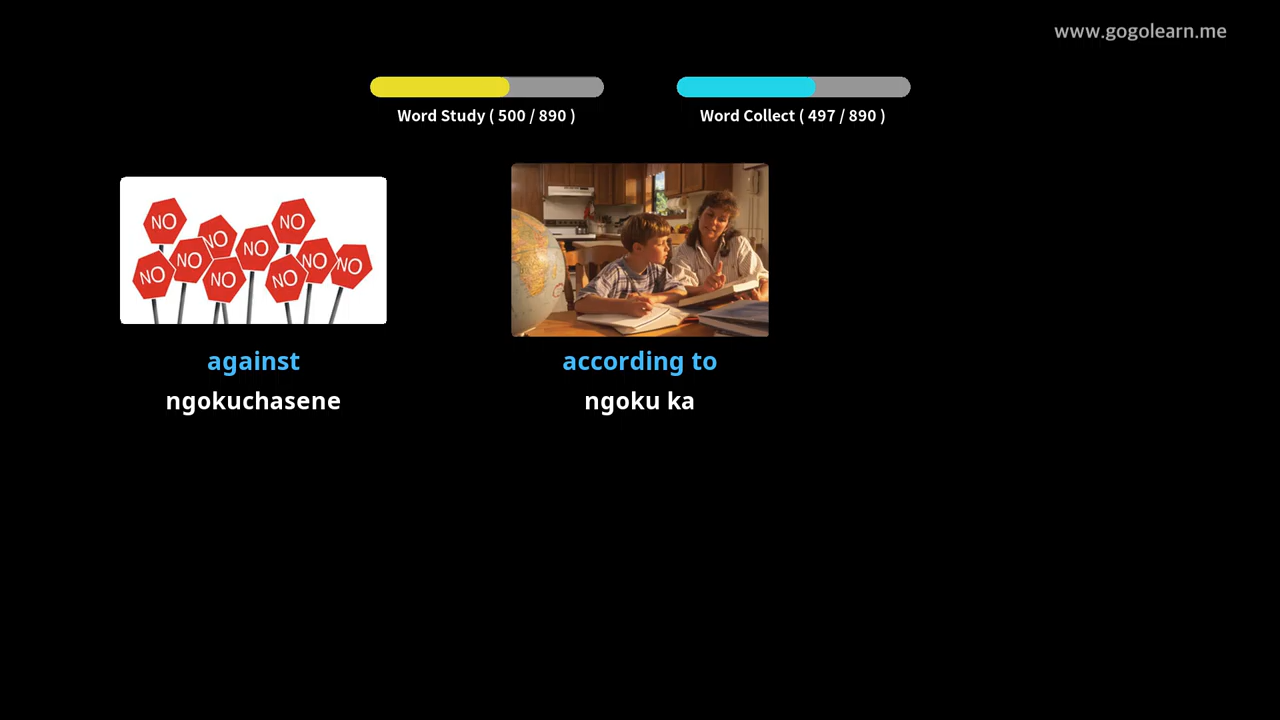 www.gogolearn.me
Word Study ( 500 / 890 )
Word Collect ( 497 / 890 )
NO
NO
NO
NO
NO
NO
NO
NO
NO
NO
against
ngokuchasene
according to
ngoku ka